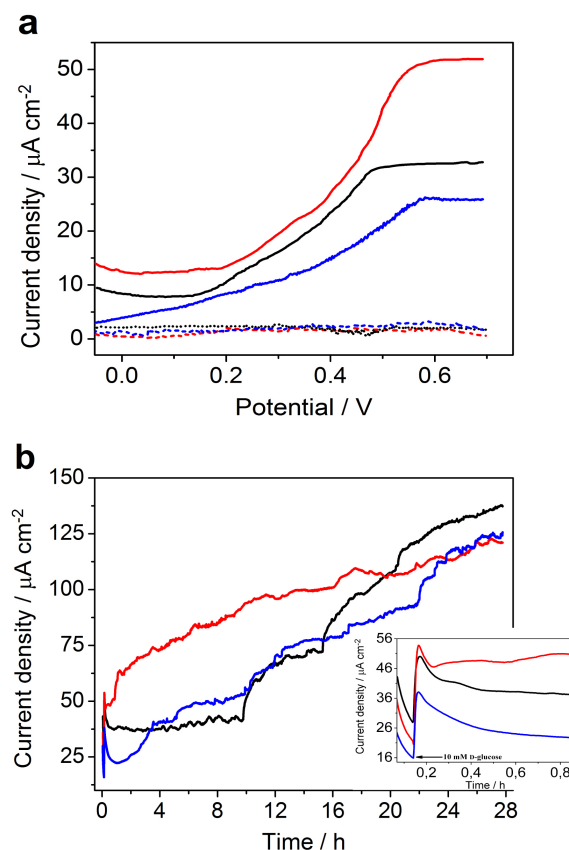 a
Current density / µA cm-2
50
40
30
20
10
0
0.0 0.2 0.4 0.6
Potential / V
b
Current density / µA cm-2
150
125
100
75
50
25
0 4 8 12 16 20 24 28
Time / h
Current density / µA cm-2
56
46
36
26
16
10 mM D-glucose
0,2 0,4 0,6 0,8
Time / h